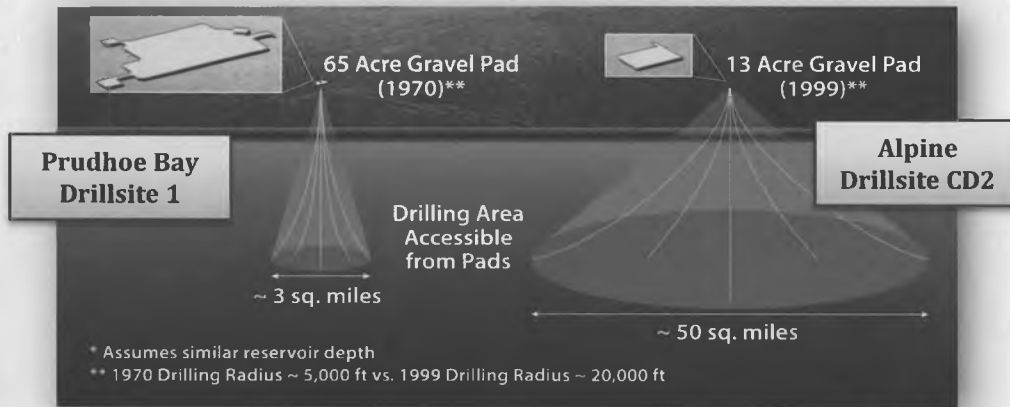 65 Acre Gravel Pad
(1970)**
13 Acre Gravel Pad
(1999)**
Prudhoe Bay
Drillsite 1
Alpine
Drillsite CD2
Drilling Area
Accessible
from Pads
~ 3 sq. miles
~ 50 sq. miles
* Assumes similar reservoir depth
** 1970 Drilling Radius ~ 5,000 ft vs. 1999 Drilling Radius ~ 20,000 ft